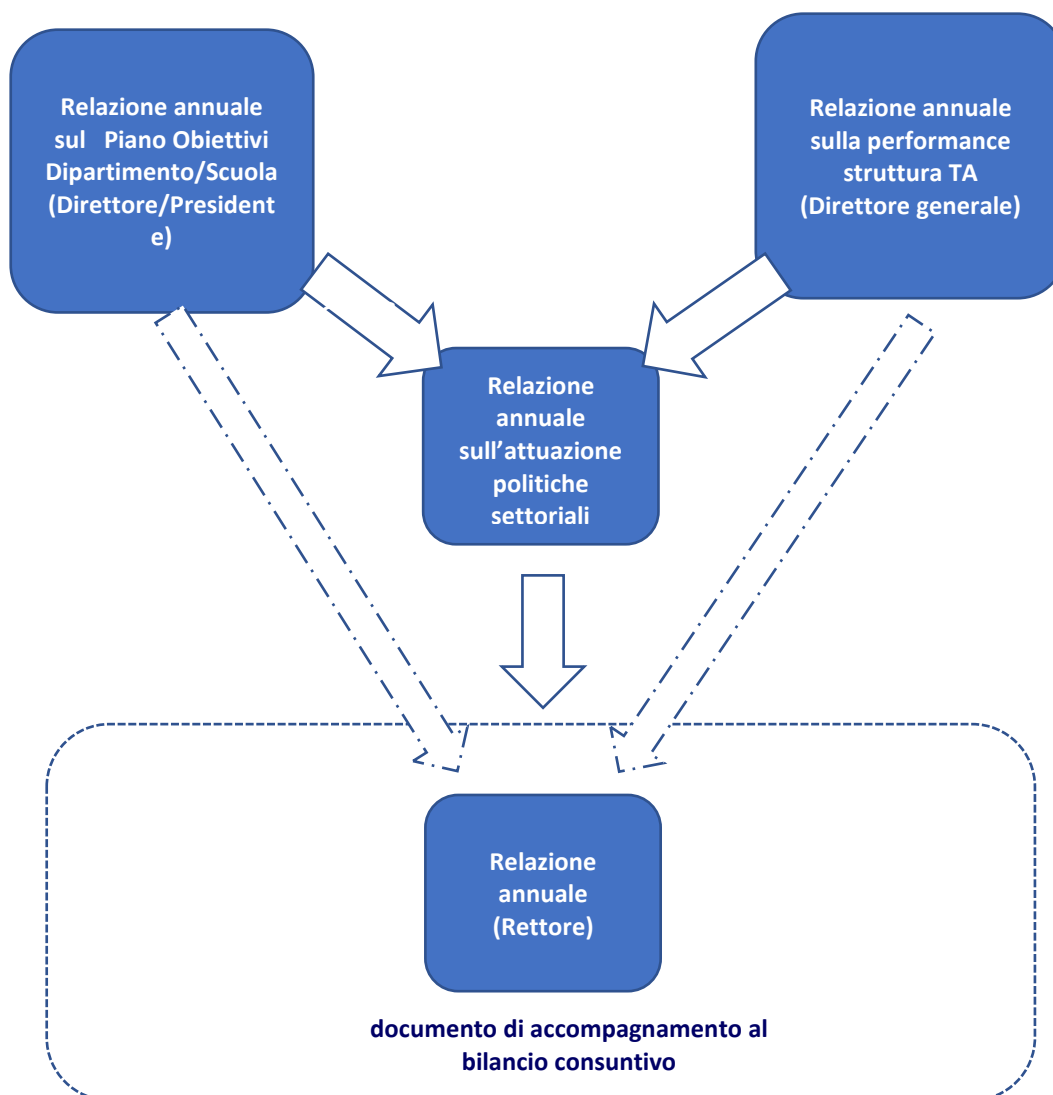 Relazione annuale
sul Piano Obiettivi
Dipartimento/Scuola
(Direttore/President
e)
Relazione annuale
sulla performance
struttura TA
(Direttore generale)
Relazione
annuale
sull’attuazione
politiche
settoriali
Relazione
annuale
(Rettore)
documento di accompagnamento al
bilancio consuntivo